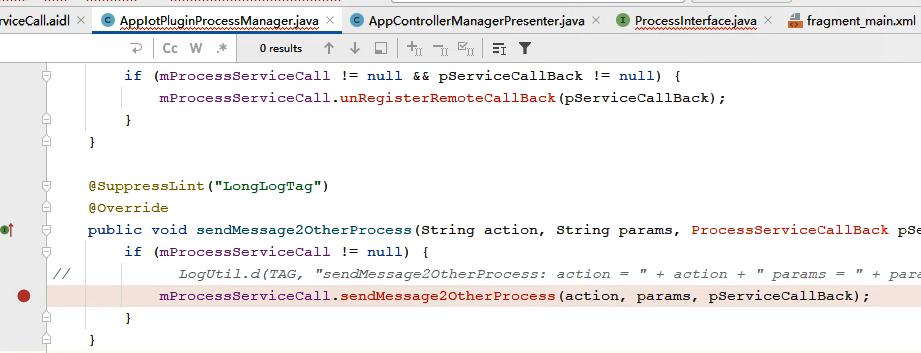 rviceCall.aidl AppIotPluginProcessManager.java AppControllerManagerPresenter.java ProcessInterface.java fragment_main.xml
Cc W .* 0 results
if (mProcessServiceCall != null && pServiceCallBack != null) {
mProcessServiceCall.unRegisterRemoteCallBack(pServiceCallBack);
}
}
@SuppressLint("LongLogTag")
@Override
public void sendMessage2OtherProcess(String action, String params, ProcessServiceCallBack pSe
if (mProcessServiceCall != null) {
// LogUtil.d(TAG, "sendMessage2OtherProcess: action = " + action + " params = " + para
mProcessServiceCall.sendMessage2OtherProcess(action, params, pServiceCallBack);
}
}